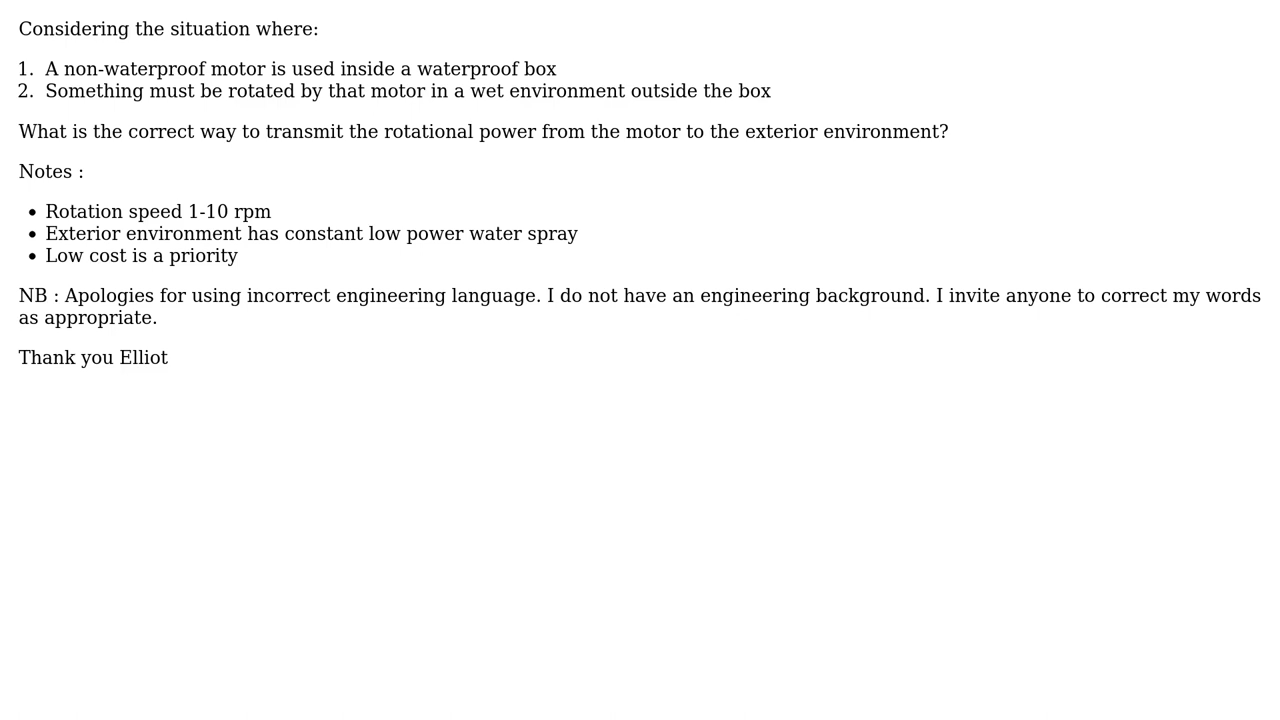 Considering the situation where:
1. A non-waterproof motor is used inside a waterproof box
2. Something must be rotated by that motor in a wet environment outside the box
What is the correct way to transmit the rotational power from the motor to the exterior environment?
Notes :
• Rotation speed 1-10 rpm
• Exterior environment has constant low power water spray
• Low cost is a priority
NB : Apologies for using incorrect engineering language. I do not have an engineering background. I invite anyone to correct my words
as appropriate.
Thank you Elliot